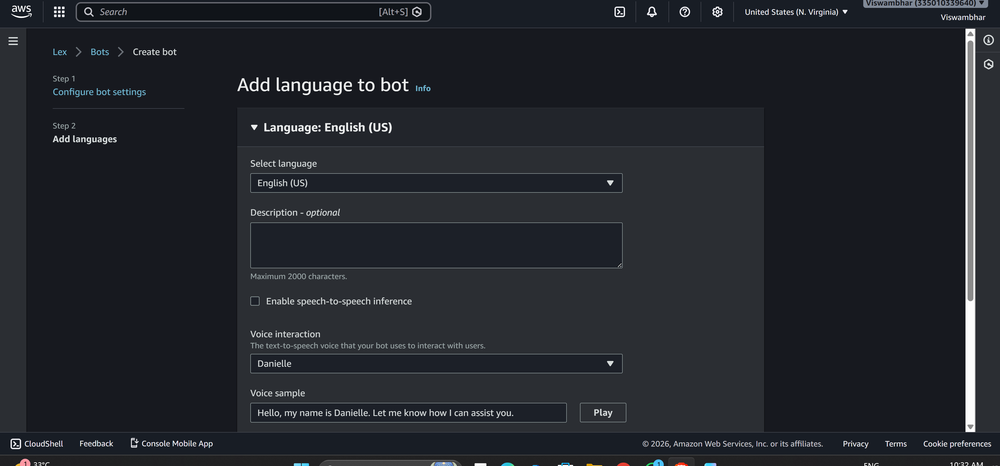 aws
Search
[Alt+S]
United States (N. Virginia)
Viswambhar (335010339640)
Viswambhar
Lex
Bots
Create bot
Step 1
Configure bot settings
Step 2
Add languages
Add language to bot Info
Language: English (US)
Select language
English (US)
Description - optional
Maximum 2000 characters.
Enable speech-to-speech inference
Voice interaction
The text-to-speech voice that your bot uses to interact with users.
Danielle
Voice sample
Hello, my name is Danielle. Let me know how I can assist you.
Play
CloudShell
Feedback
Console Mobile App
© 2026, Amazon Web Services, Inc. or its affiliates.
Privacy
Terms
Cookie preferences
1
33°C
1
ENG
10:32 AM